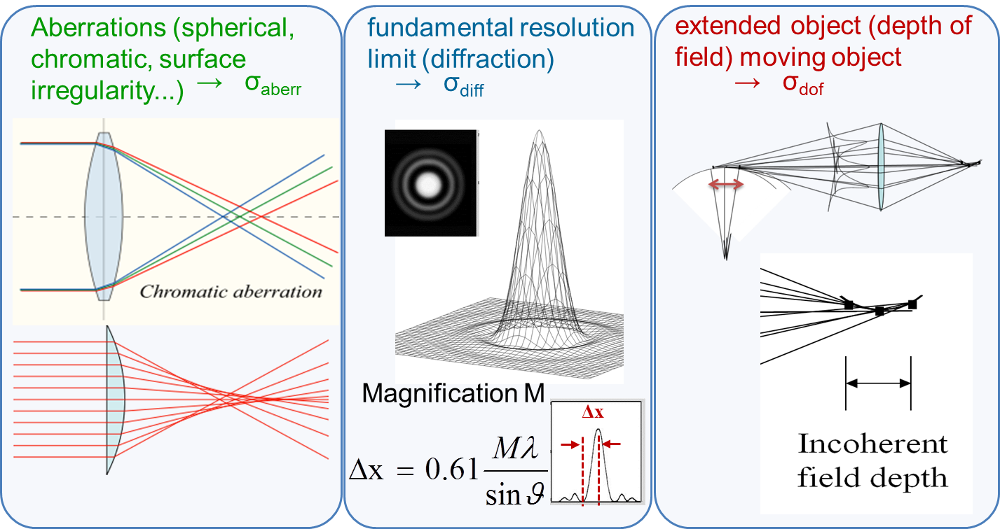 Aberrations (spherical,
chromatic, surface
irregularity...) → σaberr
Chromatic aberration
fundamental resolution
limit (diffraction)
→ σdiff
Magnification M
Δx = 0.61 Mλ / sin ϑ
Δx
extended object (depth of
field) moving object
→ σdof
Incoherent
field depth